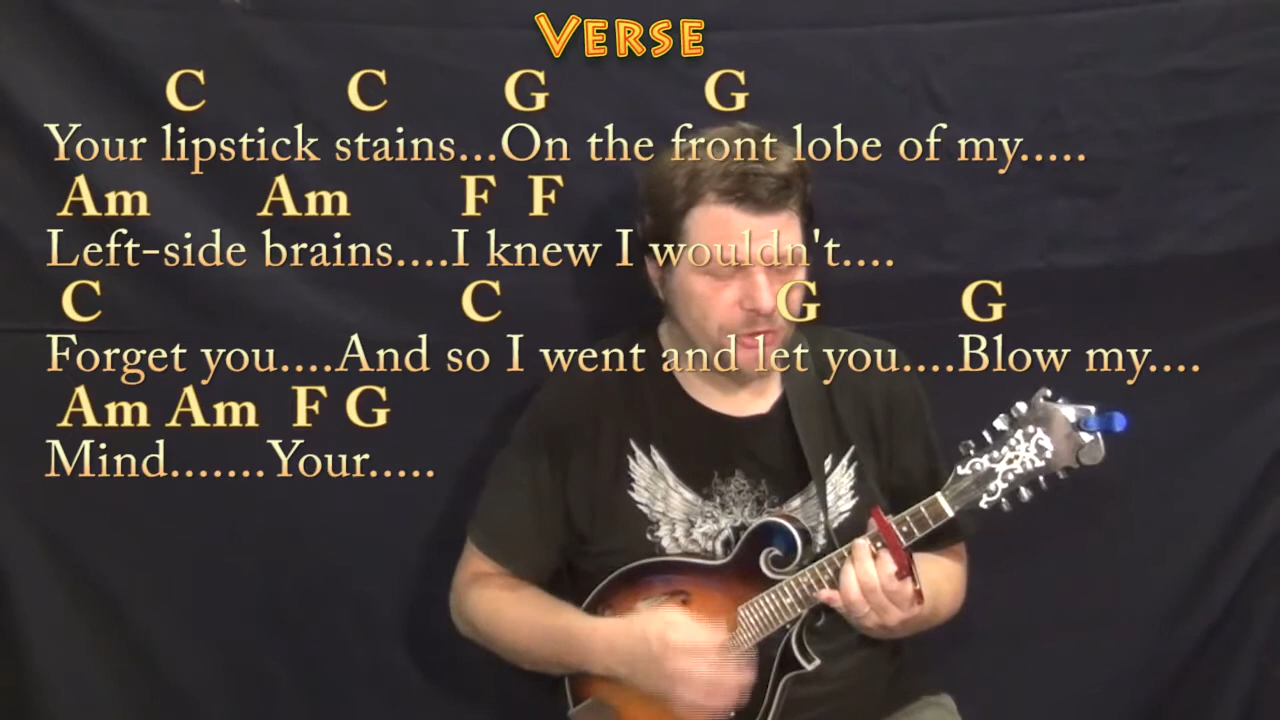 VERSE
C C G G
Your lipstick stains...On the front lobe of my.....
Am Am F F
Left-side brains....I knew I wouldn't....
C C G G
Forget you....And so I went and let you....Blow my....
Am Am F G
Mind.......Your.....